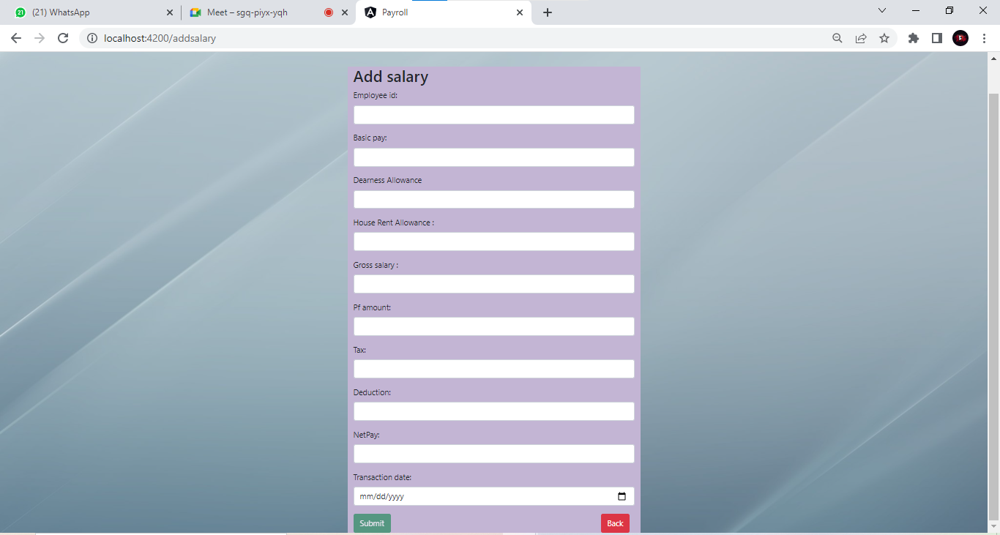 21
(21) WhatsApp
Meet – sgq-piyx-yqh
Payroll
localhost:4200/addsalary
Add salary
Employee id:
Basic pay:
Dearness Allowance
House Rent Allowance :
Gross salary :
Pf amount:
Tax:
Deduction:
NetPay:
Transaction date:
mm/dd/yyyy
Submit
Back